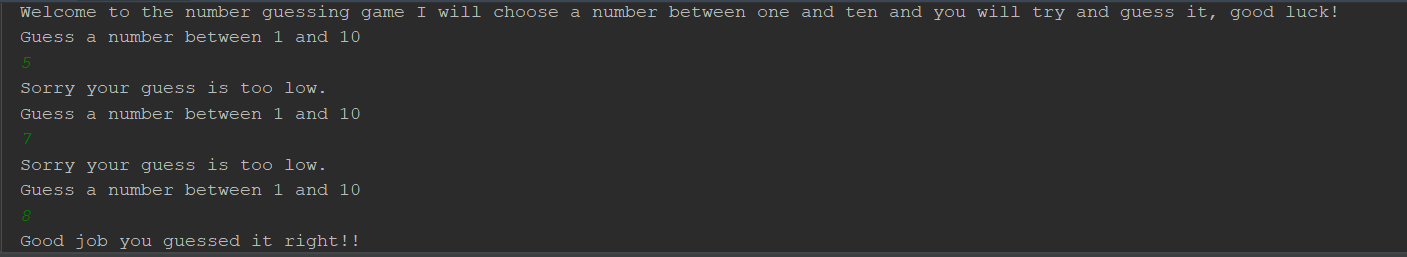 Welcome to the number guessing game I will choose a number between one and ten and you will try and guess it, good luck!
Guess a number between 1 and 10
5
Sorry your guess is too low.
Guess a number between 1 and 10
7
Sorry your guess is too low.
Guess a number between 1 and 10
8
Good job you guessed it right!!